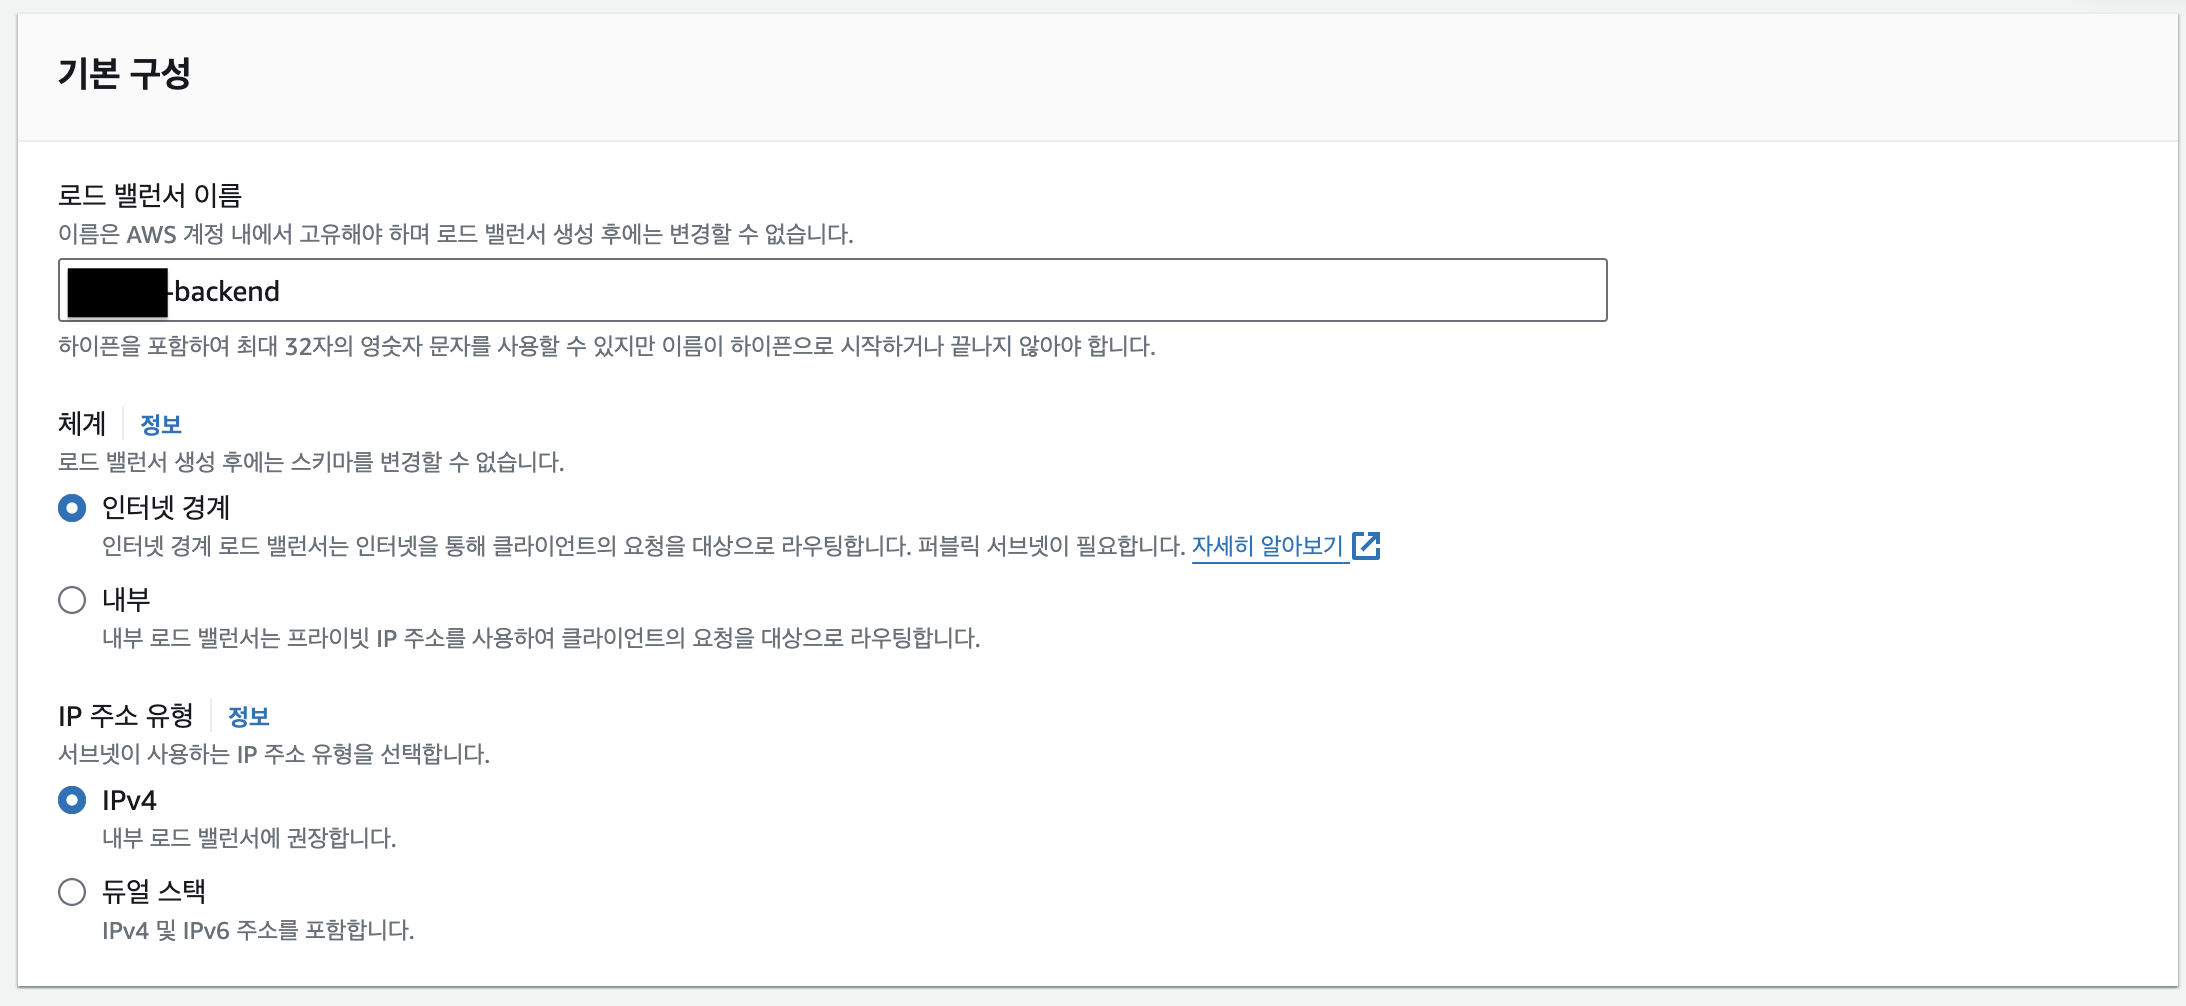 기본 구성
로드 밸런서 이름
이름은 AWS 계정 내에서 고유해야 하며 로드 밸런서 생성 후에는 변경할 수 없습니다.
-backend
하이픈을 포함하여 최대 32자의 영숫자 문자를 사용할 수 있지만 이름이 하이픈으로 시작하거나 끝나지 않아야 합니다.
체계 정보
로드 밸런서 생성 후에는 스키마를 변경할 수 없습니다.
인터넷 경계
인터넷 경계 로드 밸런서는 인터넷을 통해 클라이언트의 요청을 대상으로 라우팅합니다. 퍼블릭 서브넷이 필요합니다. 자세히 알아보기
내부
내부 로드 밸런서는 프라이빗 IP 주소를 사용하여 클라이언트의 요청을 대상으로 라우팅합니다.
IP 주소 유형 정보
서브넷이 사용하는 IP 주소 유형을 선택합니다.
IPv4
내부 로드 밸런서에 권장합니다.
듀얼 스택
IPv4 및 IPv6 주소를 포함합니다.